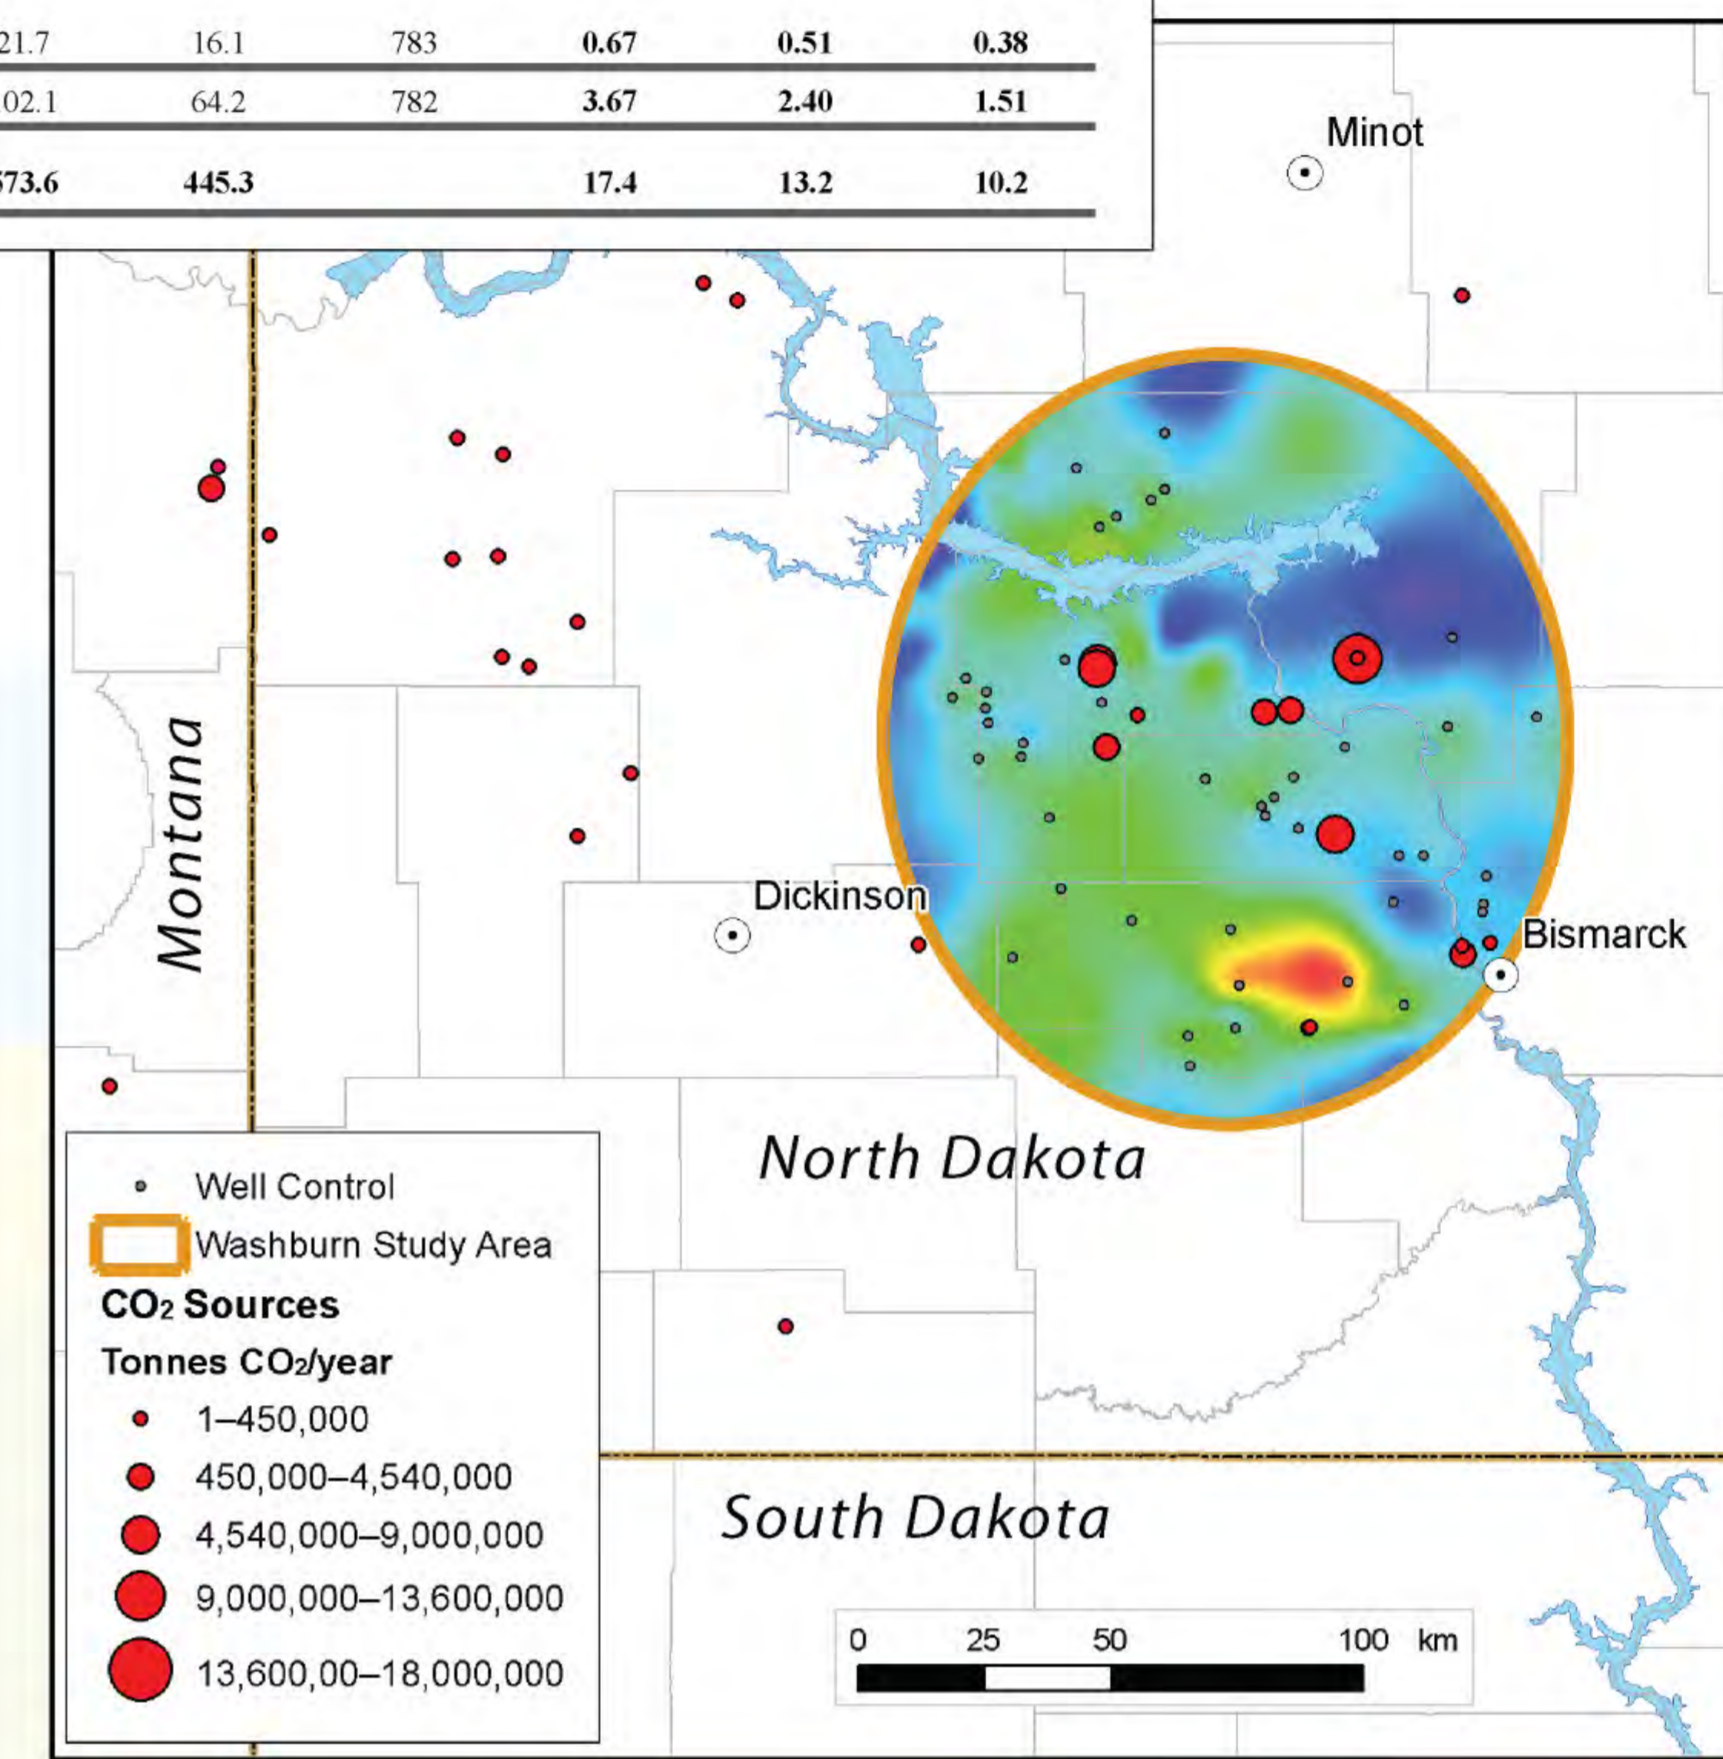 21.7 16.1 783 0.67 0.51 0.38
02.1 64.2 782 3.67 2.40 1.51
573.6 445.3 17.4 13.2 10.2
Minot
Montana
Dickinson
Bismarck
North Dakota
South Dakota
Well Control
Washburn Study Area
CO₂ Sources
Tonnes CO₂/year
1–450,000
450,000–4,540,000
4,540,000–9,000,000
9,000,000–13,600,000
13,600,00–18,000,000
0 25 50 100 km